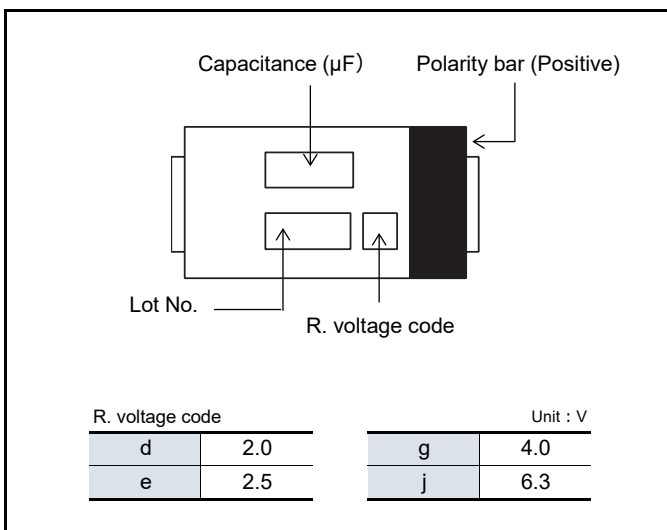 Capacitance (µF） Polarity bar (Positive)
Lot No.
R. voltage code
R. voltage code Unit：V
d 2.0 g 4.0
e 2.5 j 6.3